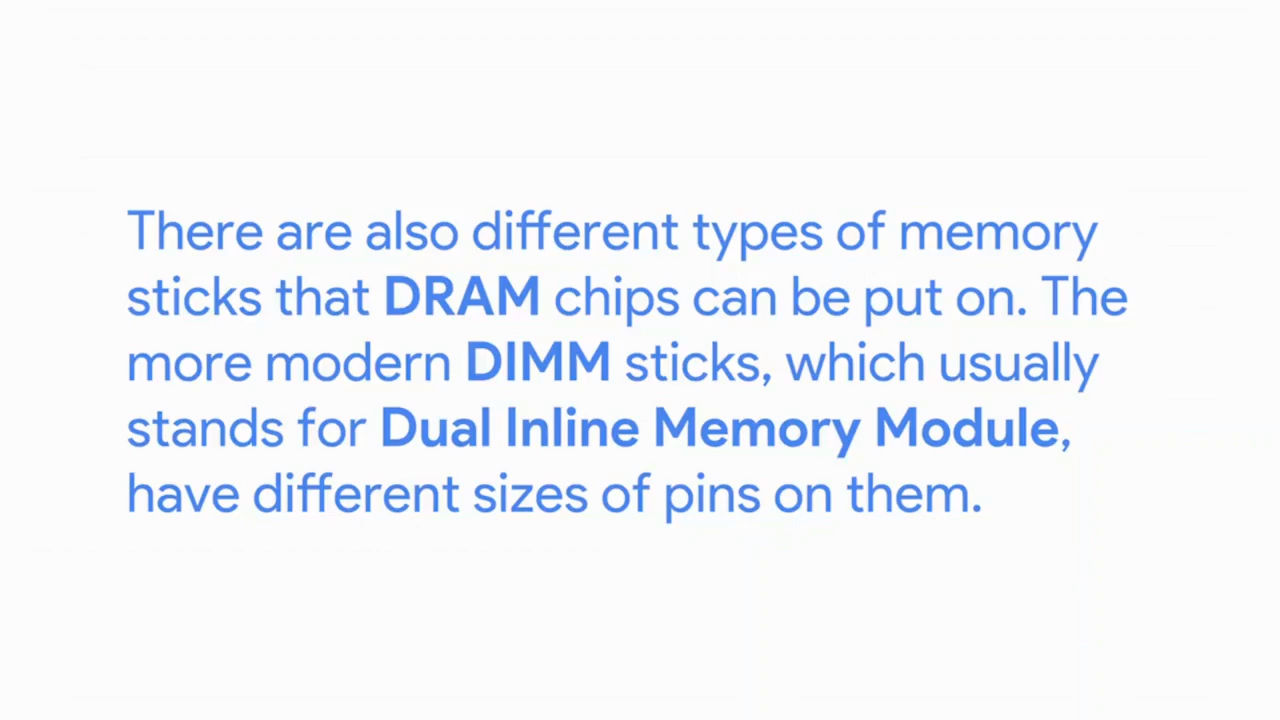 There are also different types of memory
sticks that DRAM chips can be put on. The
more modern DIMM sticks, which usually
stands for Dual Inline Memory Module,
have different sizes of pins on them.